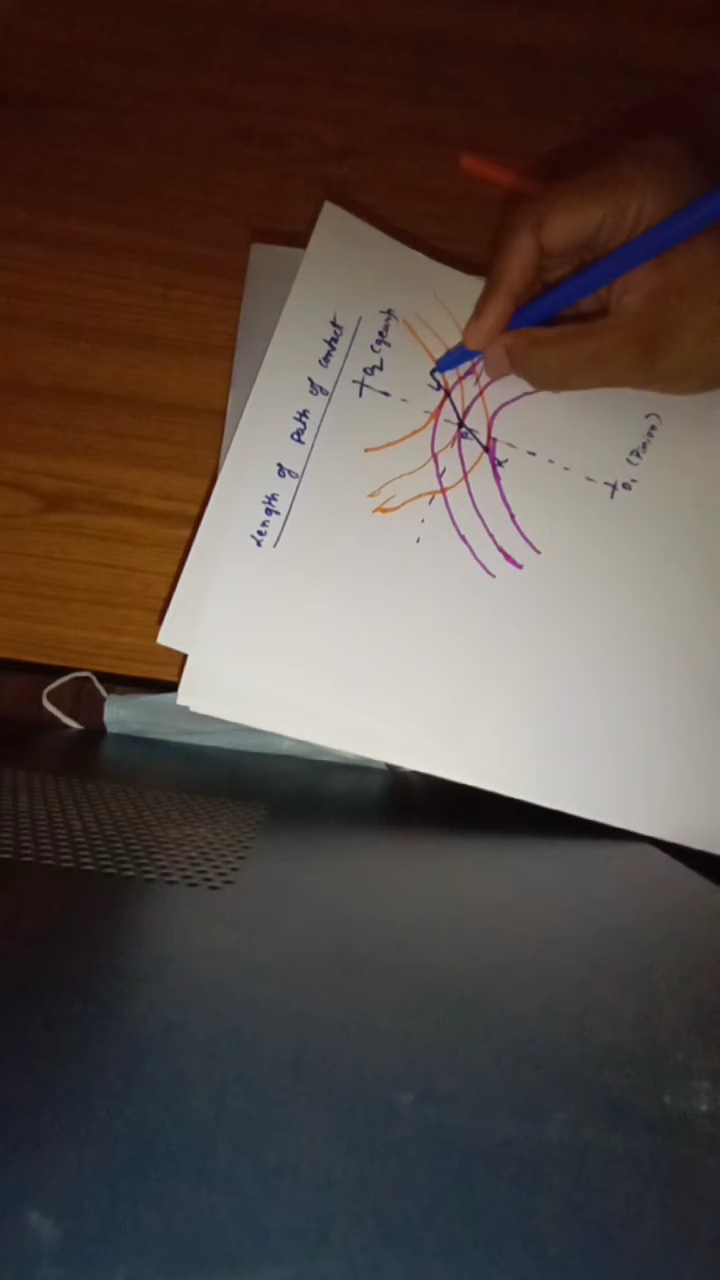 Length of Path of Contact
O2 (gear)
L
P
K
O1 (Pinion)